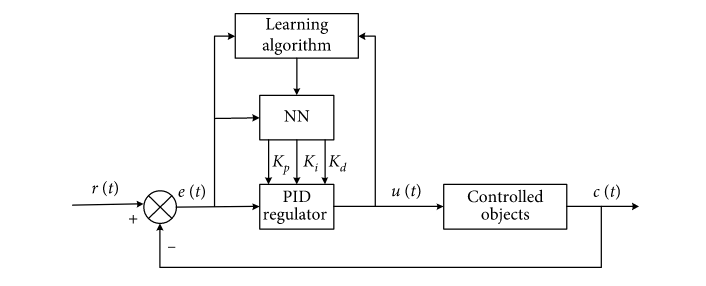 Learning
algorithm
NN
K_p K_i K_d
r (t)
e (t)
PID
regulator
u (t)
Controlled
objects
c (t)
+
−